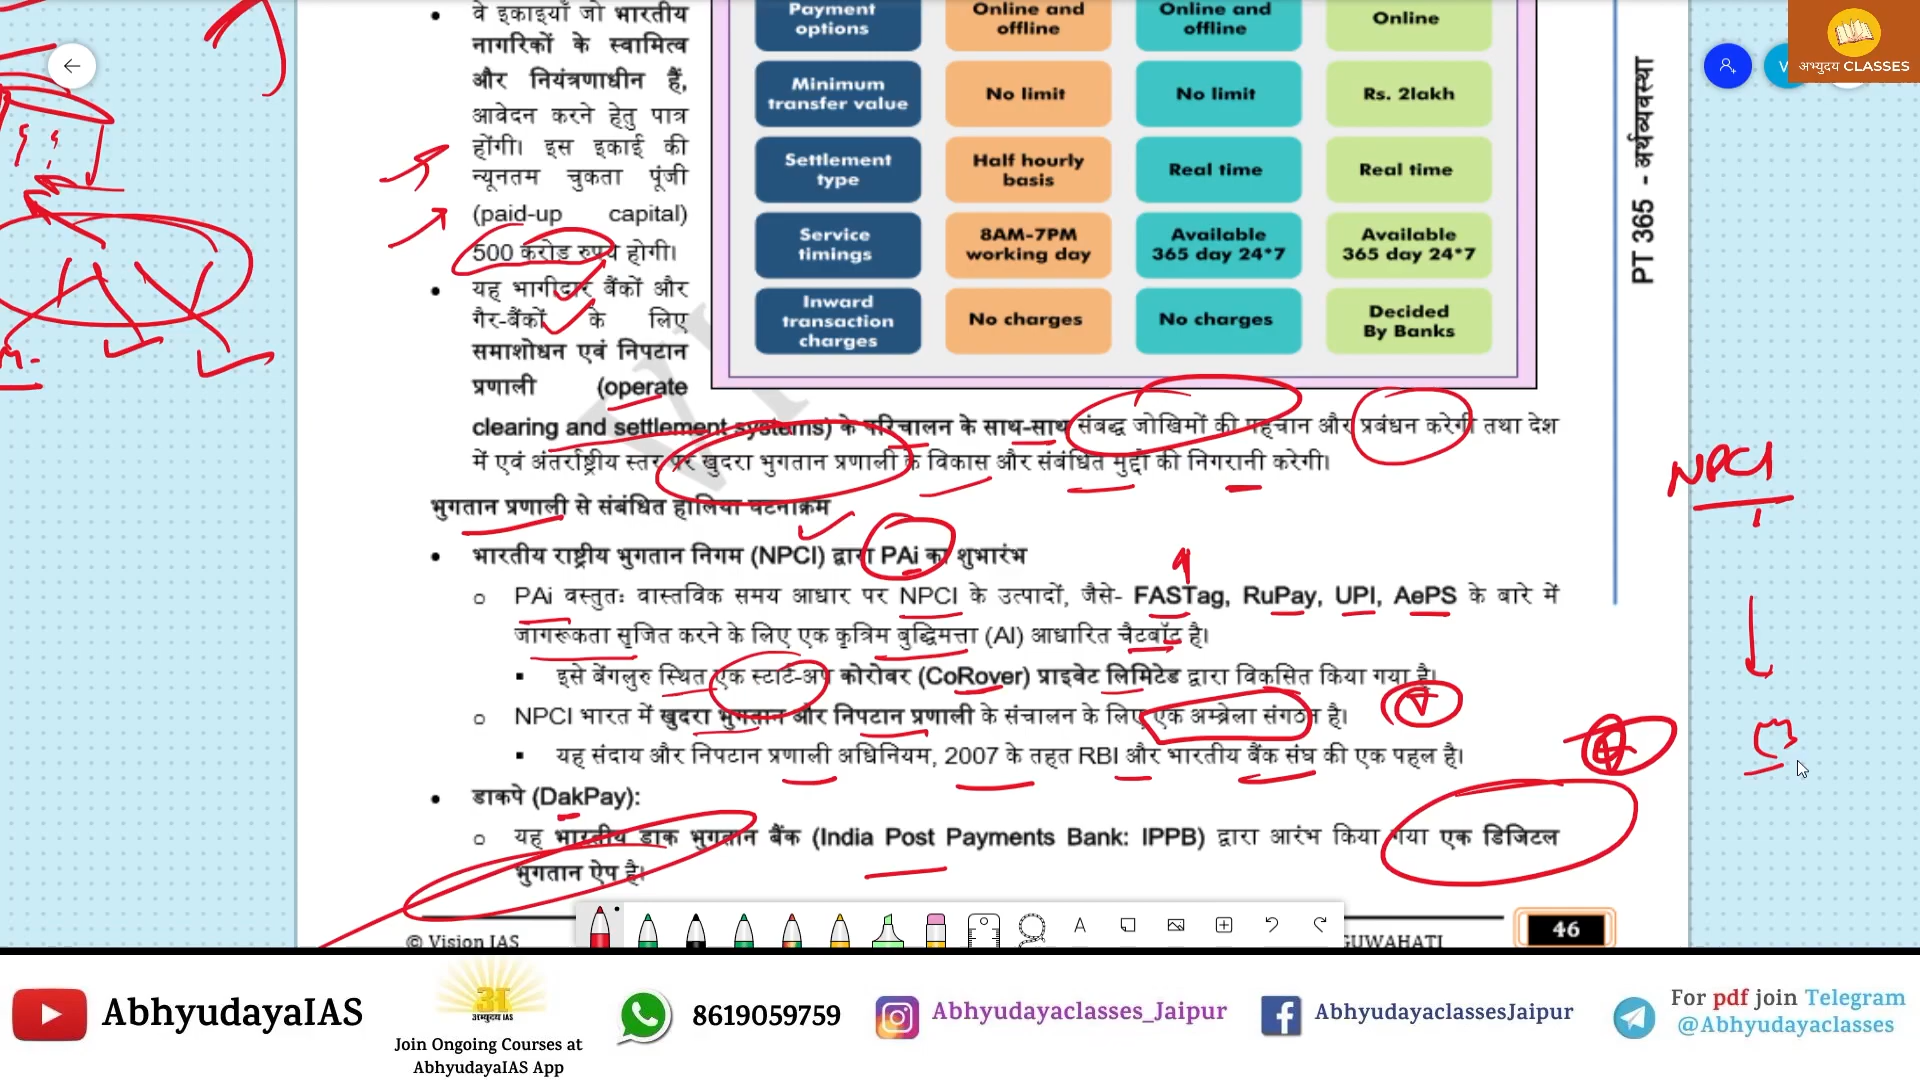 वे इकाइयाँ जो भारतीय
नागरिकों के स्वामित्व
और नियंत्रणाधीन हैं,
आवेदन करने हेतु पात्र
होंगी। इस इकाई की
न्यूनतम चुकता पूंजी
(paid-up capital)
500 करोड़ रुपये होगी।
यह भागीदार बैंकों और
गैर-बैंकों के लिए
समाशोधन एवं निपटान
प्रणाली (operate
clearing and settlement systems) के परिचालन के साथ-साथ संबद्ध जोखिमों की पहचान और प्रबंधन करेगी तथा देश
में एवं अंतर्राष्ट्रीय स्तर पर खुदरा भुगतान प्रणाली के विकास और संबंधित मुद्दों की निगरानी करेगी।
Payment options Online and offline Online and offline Online
Minimum transfer value No limit No limit Rs. 2lakh
Settlement type Half hourly basis Real time Real time
Service timings 8AM-7PM working day Available 365 day 24*7 Available 365 day 24*7
Inward transaction charges No charges No charges Decided By Banks
भुगतान प्रणाली से संबंधित हालिया घटनाक्रम
भारतीय राष्ट्रीय भुगतान निगम (NPCI) द्वारा PAi का शुभारंभ
PAi वस्तुतः वास्तविक समय आधार पर NPCI के उत्पादों, जैसे- FASTag, RuPay, UPI, AePS के बारे में
जागरूकता सृजित करने के लिए एक कृत्रिम बुद्धिमत्ता (AI) आधारित चैटबॉट है।
इसे बेंगलुरु स्थित एक स्टार्ट-अप कोरोवर (CoRover) प्राइवेट लिमिटेड द्वारा विकसित किया गया है।
NPCI भारत में खुदरा भुगतान और निपटान प्रणाली के संचालन के लिए एक अम्ब्रेला संगठन है।
यह संदाय और निपटान प्रणाली अधिनियम, 2007 के तहत RBI और भारतीय बैंक संघ की एक पहल है।
डाकपे (DakPay):
यह भारतीय डाक भुगतान बैंक (India Post Payments Bank: IPPB) द्वारा आरंभ किया गया एक डिजिटल
भुगतान ऐप है।
© Vision IAS
GUWAHATI
46
PT 365 - अर्थव्यवस्था
NPCI
अभ्युदय CLASSES
AbhyudayaIAS
अभ्युदय IAS
Join Ongoing Courses at
AbhyudayaIAS App
8619059759
Abhyudayaclasses_Jaipur
AbhyudayaclassesJaipur
For pdf join Telegram
@Abhyudayaclasses